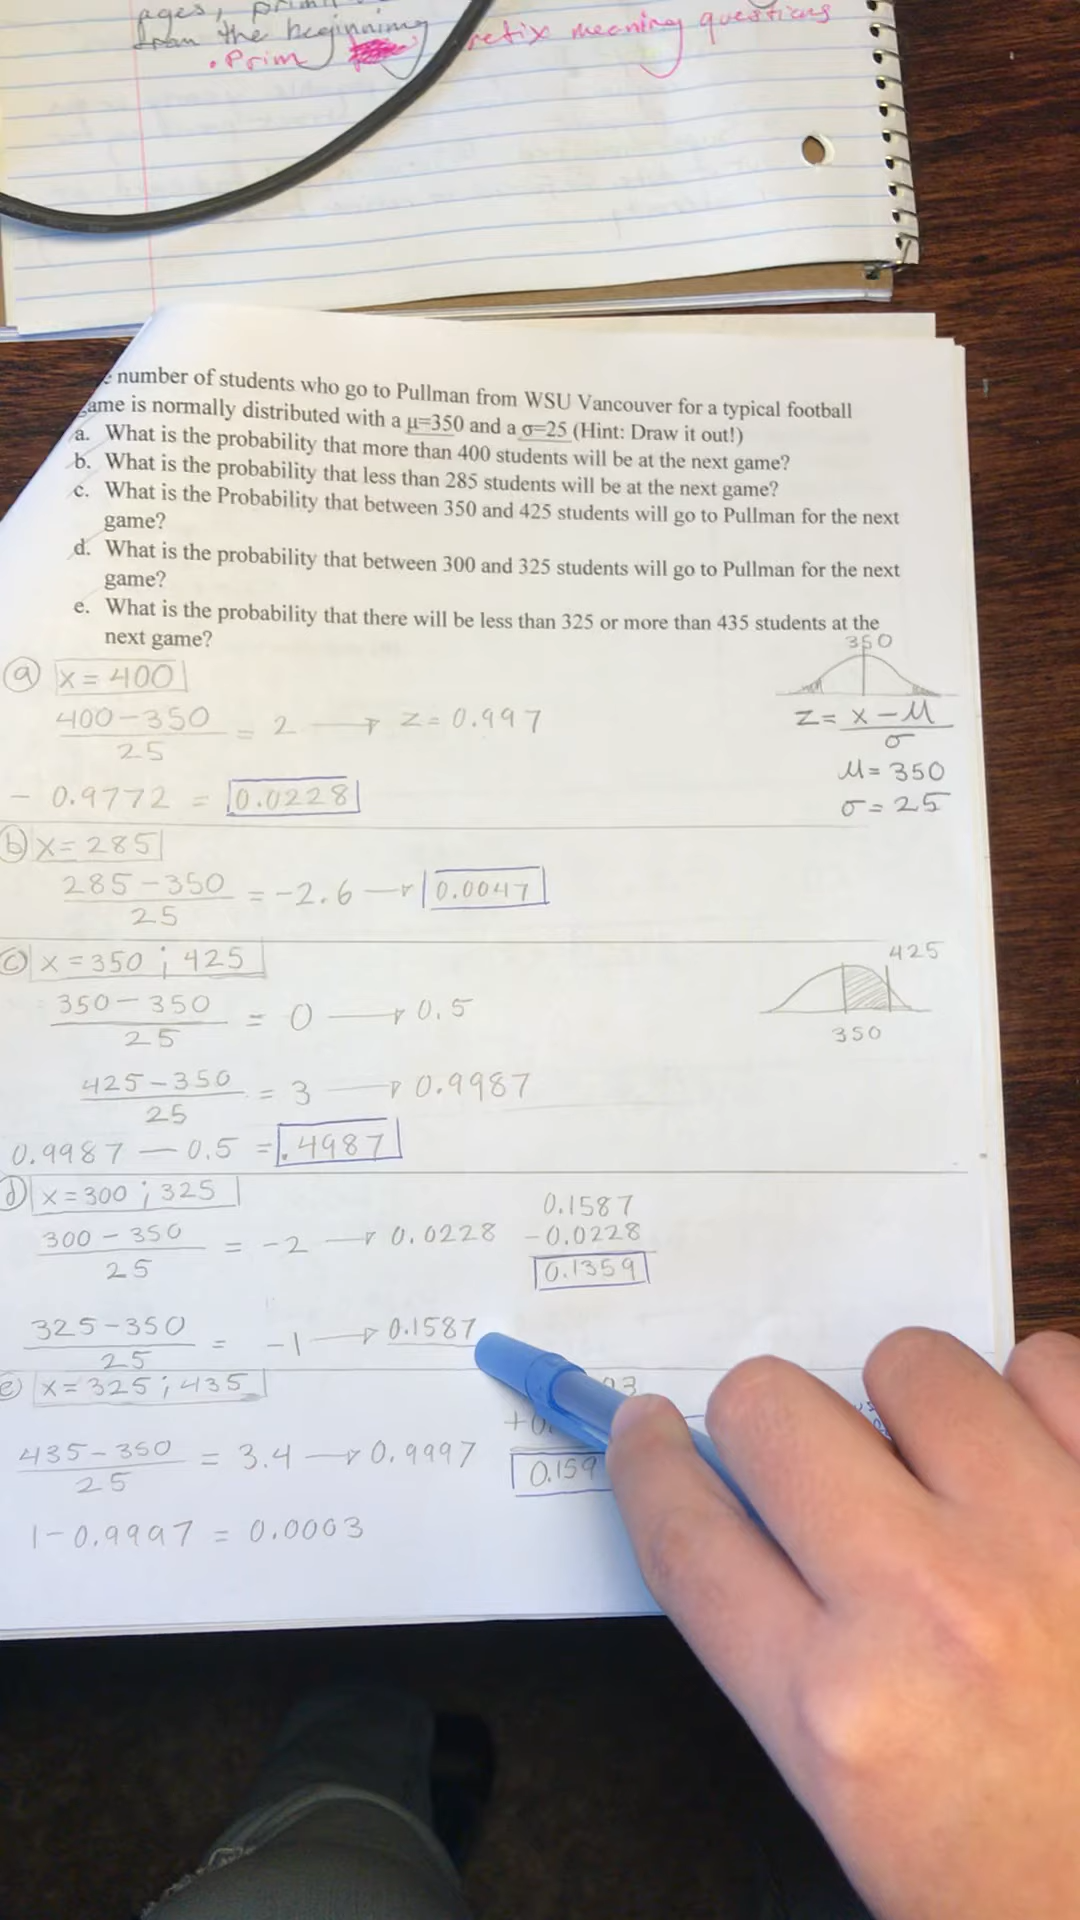 ages,
from the beginning
. Prim
meaning questions
number of students who go to Pullman from WSU Vancouver for a typical football
ame is normally distributed with a μ=350 and a σ=25 (Hint: Draw it out!)
a. What is the probability that more than 400 students will be at the next game?
b. What is the probability that less than 285 students will be at the next game?
c. What is the Probability that between 350 and 425 students will go to Pullman for the next
game?
d. What is the probability that between 300 and 325 students will go to Pullman for the next
game?
e. What is the probability that there will be less than 325 or more than 435 students at the
next game?
350
a x = 400
400 - 350
25
= 2 → z = 0.997
z = x - μ
σ
μ = 350
σ = 25
- 0.9772 = 0.0228
b x = 285
285 - 350
25
= -2.6 → 0.0047
c x = 350 ; 425
425
350
350 - 350
25
= 0 → 0.5
425 - 350
25
= 3 → 0.9987
0.9987 - 0.5 = .4987
d x = 300 ; 325
300 - 350
25
= -2 → 0.0228
0.1587
-0.0228
0.1359
325 - 350
25
= -1 → 0.1587
e x = 325 ; 435
435 - 350
25
= 3.4 → 0.9997
03
+0.
0.159
1 - 0.9997 = 0.0003